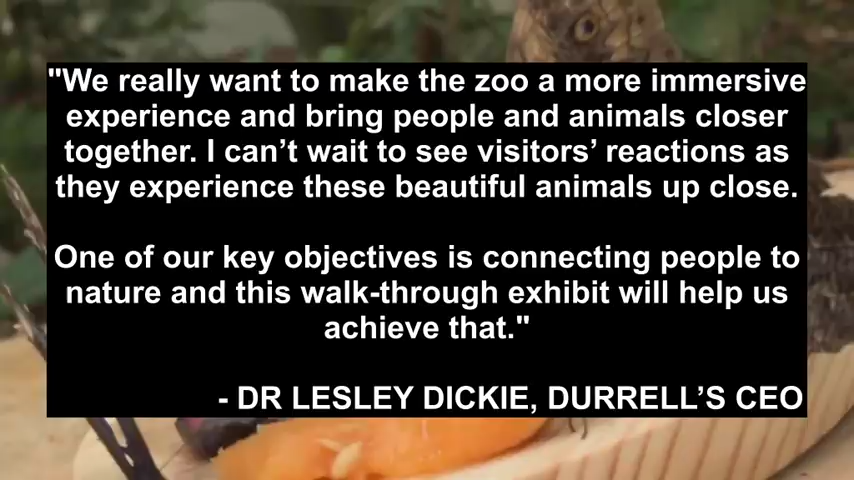 "We really want to make the zoo a more immersive
experience and bring people and animals closer
together. I can’t wait to see visitors’ reactions as
they experience these beautiful animals up close.
One of our key objectives is connecting people to
nature and this walk-through exhibit will help us
achieve that."
- DR LESLEY DICKIE, DURRELL’S CEO